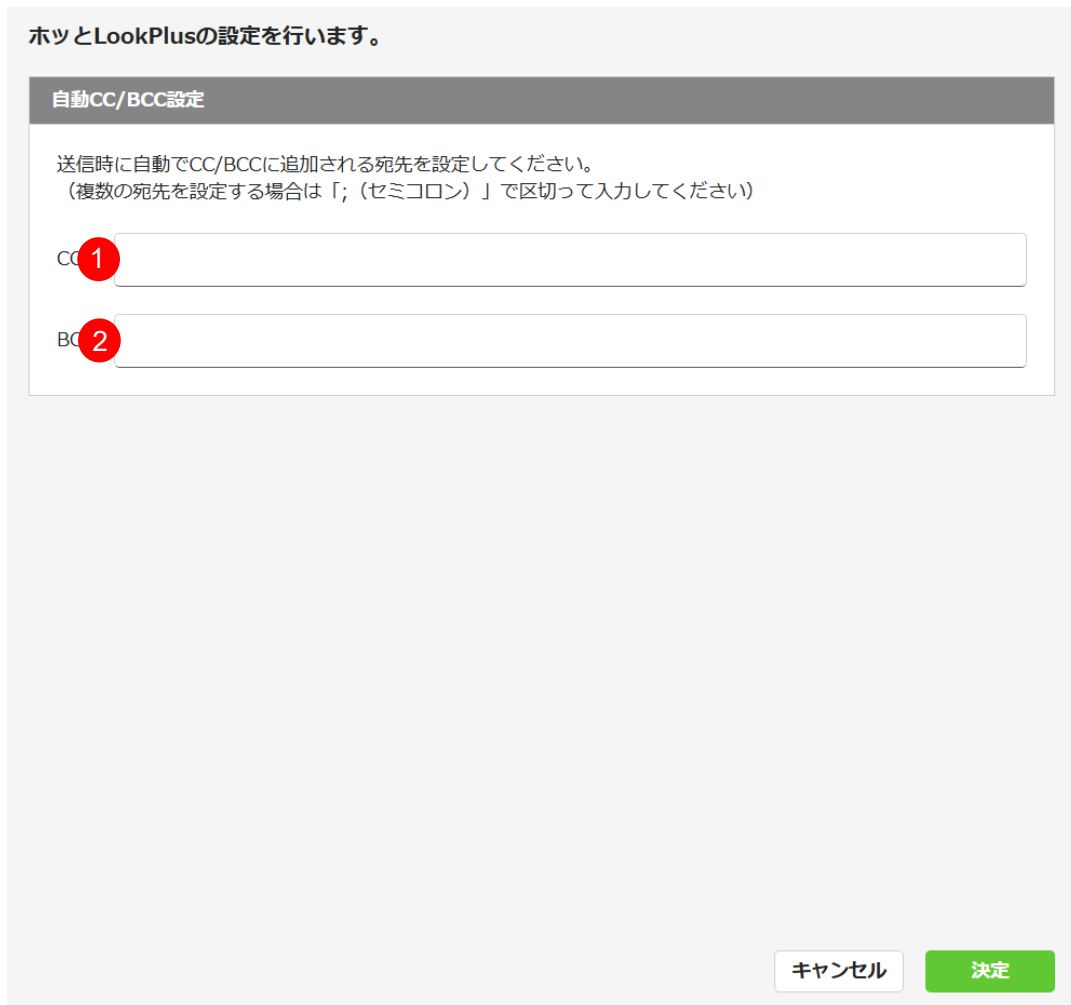 ホッとLookPlusの設定を行います。
自動CC/BCC設定
送信時に自動でCC/BCCに追加される宛先を設定してください。
（複数の宛先を設定する場合は「;（セミコロン）」で区切って入力してください）
CC 1
BC 2
キャンセル 決定